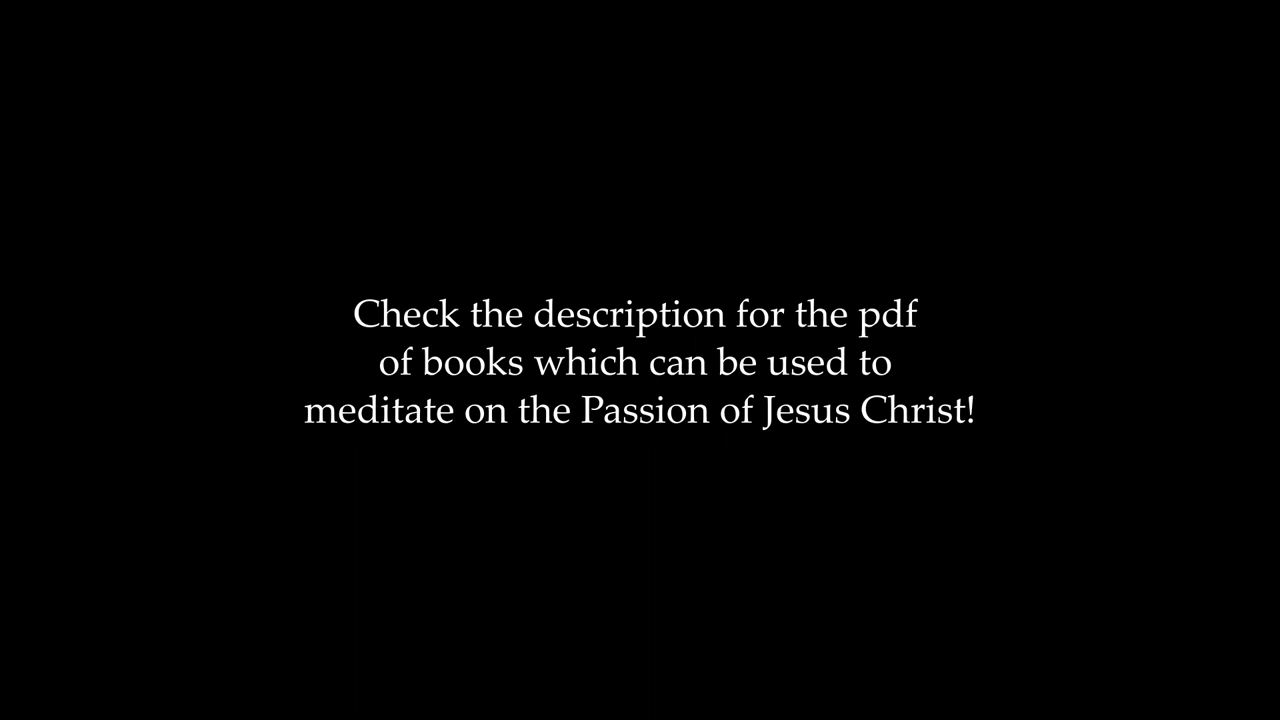 Check the description for the pdf
of books which can be used to
meditate on the Passion of Jesus Christ!